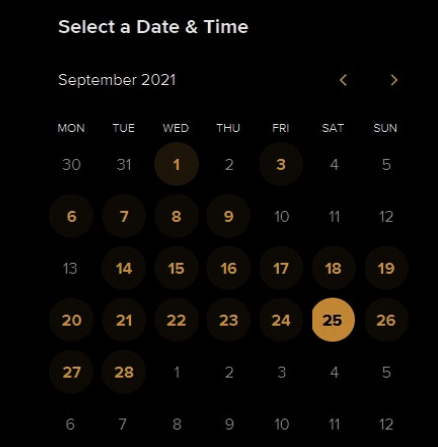 Select a Date & Time
September 2021 < >
MON TUE WED THU FRI SAT SUN
30 31 1 2 3 4 5
6 7 8 9 10 11 12
13 14 15 16 17 18 19
20 21 22 23 24 25 26
27 28 1 2 3 4 5
6 7 8 9 10 11 12